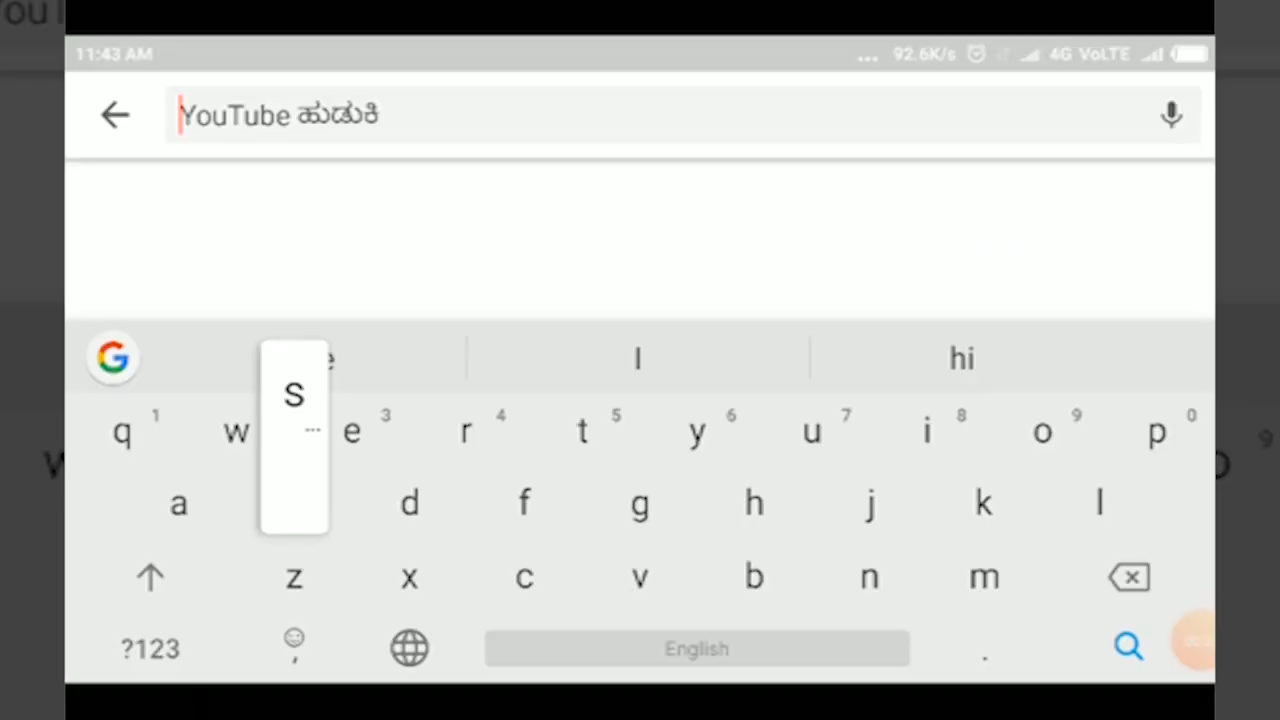 11:43 AM ... 92.6K/s 4G VoLTE
YouTube ಹುಡುಕಿ
I hi
q 1 w e 3 r 4 t 5 y 6 u 7 i 8 o 9 p 0
S
a d f g h j k l
z x c v b n m
?123 , English .